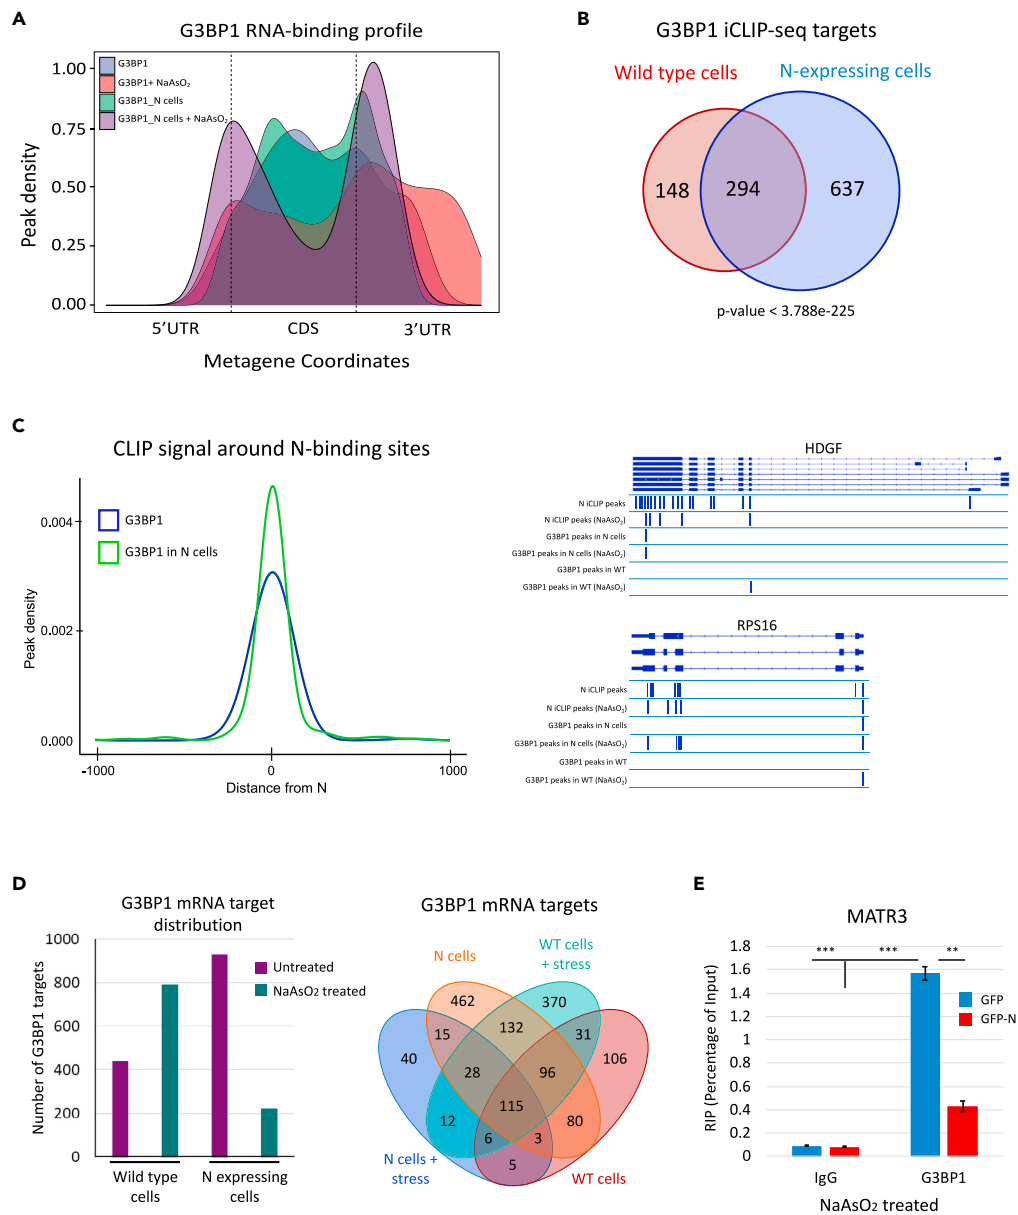 A
G3BP1 RNA-binding profile
G3BP1
G3BP1+ NaAsO₂
G3BP1_N cells
G3BP1_N cells + NaAsO₂
1.00
0.75
0.50
0.25
0.00
Peak density
5’UTR CDS 3’UTR
Metagene Coordinates
B
G3BP1 iCLIP-seq targets
Wild type cells N-expressing cells
148 294 637
p-value < 3.788e-225
C
CLIP signal around N-binding sites
G3BP1
G3BP1 in N cells
0.004
0.002
0.000
Peak density
-1000 0 1000
Distance from N
HDGF
N iCLIP peaks
N iCLIP peaks (NaAsO₂)
G3BP1 peaks in N cells
G3BP1 peaks in N cells (NaAsO₂)
G3BP1 peaks in WT
G3BP1 peaks in WT (NaAsO₂)
RPS16
N iCLIP peaks
N iCLIP peaks (NaAsO₂)
G3BP1 peaks in N cells
G3BP1 peaks in N cells (NaAsO₂)
G3BP1 peaks in WT
G3BP1 peaks in WT (NaAsO₂)
D
G3BP1 mRNA target
distribution
1000
800
600
400
200
0
Number of G3BP1 targets
Untreated
NaAsO₂ treated
Wild type
cells
N expressing
cells
G3BP1 mRNA targets
N cells
WT cells
+ stress
462 370
15 132 31
40 28 96 106
115
12 80
6 3
5
N cells +
stress
WT cells
E
MATR3
1.8
1.6
1.4
1.2
1
0.8
0.6
0.4
0.2
0
RIP (Percentage of Input)
*** *** **
GFP
GFP-N
IgG G3BP1
NaAsO₂ treated